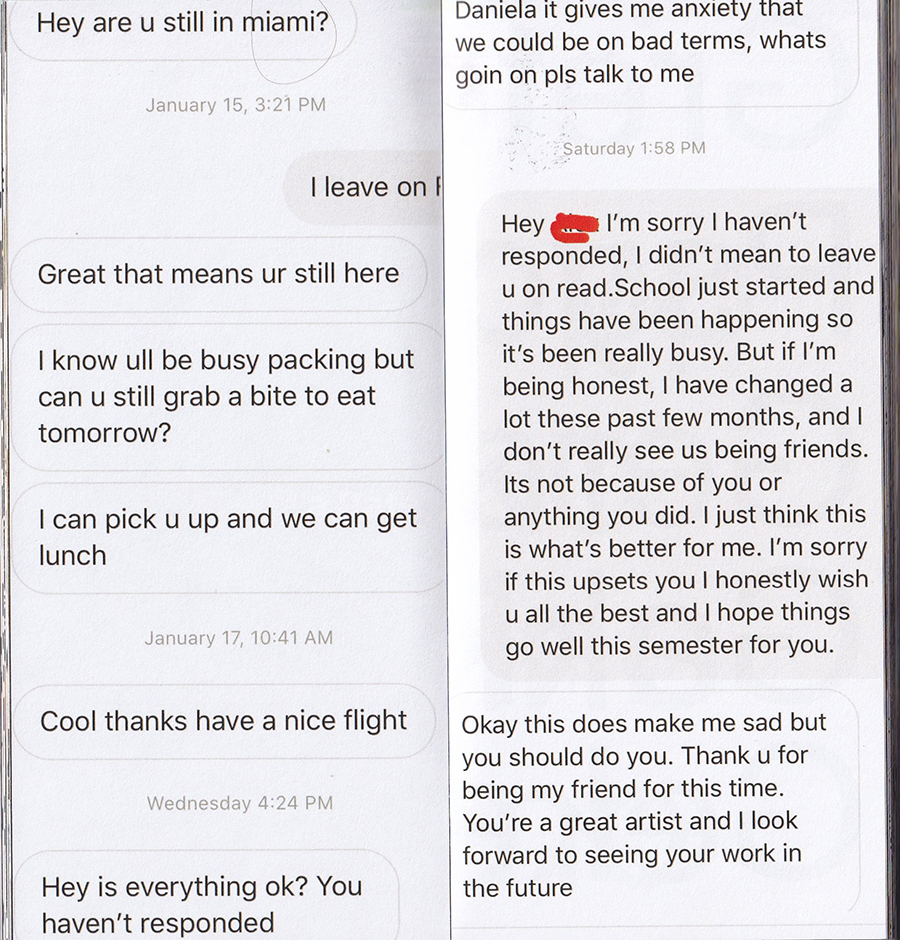 Hey are u still in miami?
January 15, 3:21 PM
I leave on
Great that means ur still here
I know ull be busy packing but
can u still grab a bite to eat
tomorrow?
I can pick u up and we can get
lunch
January 17, 10:41 AM
Cool thanks have a nice flight
Wednesday 4:24 PM
Hey is everything ok? You
haven't responded
Daniela it gives me anxiety that
we could be on bad terms, whats
goin on pls talk to me
Saturday 1:58 PM
Hey I'm sorry I haven't
responded, I didn't mean to leave
u on read.School just started and
things have been happening so
it's been really busy. But if I'm
being honest, I have changed a
lot these past few months, and I
don't really see us being friends.
Its not because of you or
anything you did. I just think this
is what's better for me. I'm sorry
if this upsets you I honestly wish
u all the best and I hope things
go well this semester for you.
Okay this does make me sad but
you should do you. Thank u for
being my friend for this time.
You're a great artist and I look
forward to seeing your work in
the future